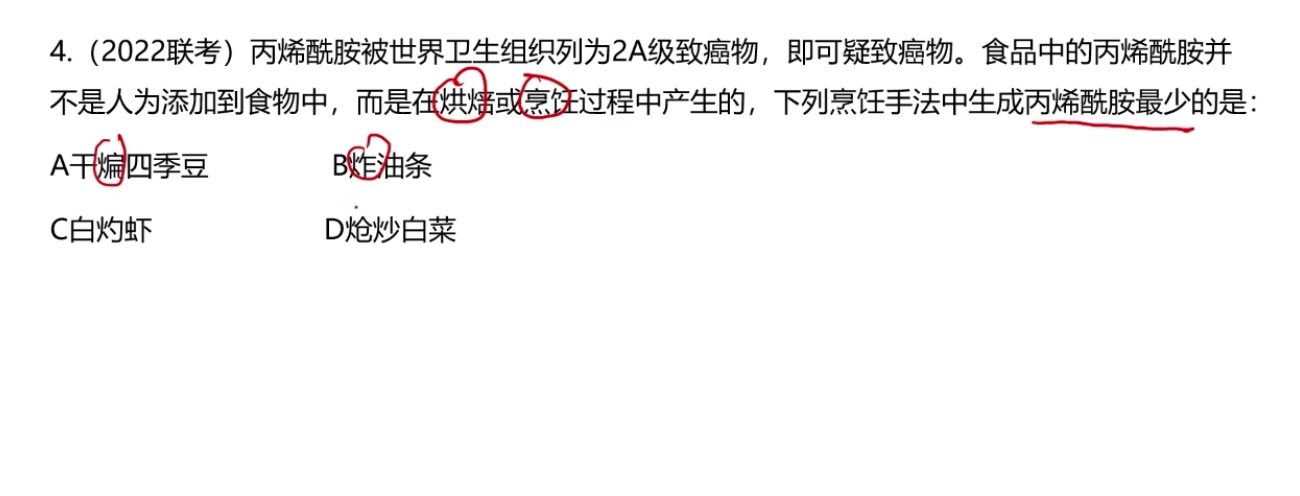 4.（2022联考）丙烯酰胺被世界卫生组织列为2A级致癌物，即可疑致癌物。食品中的丙烯酰胺并
不是人为添加到食物中，而是在烘焙或烹饪过程中产生的，下列烹饪手法中生成丙烯酰胺最少的是：
A干煸四季豆 B炸油条
C白灼虾 D炝炒白菜